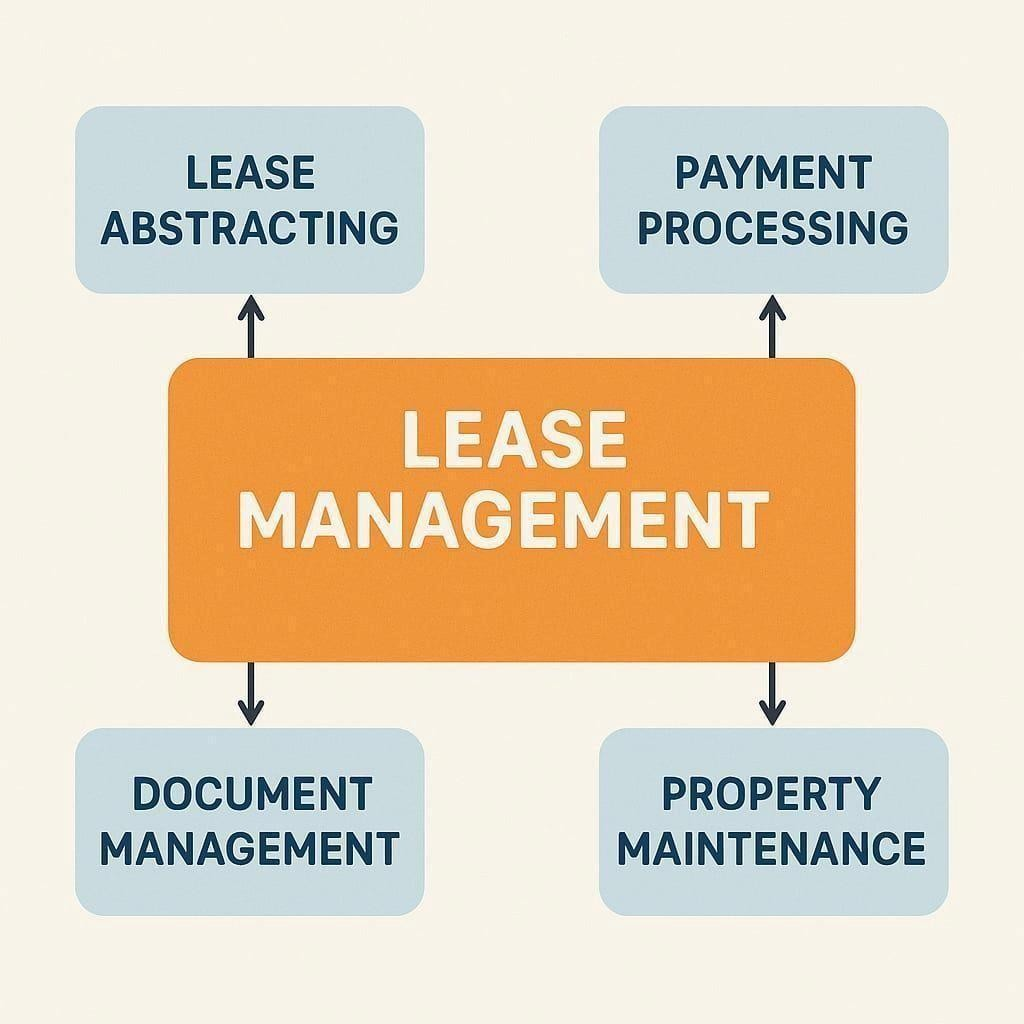 LEASE
ABSTRACTING
PAYMENT
PROCESSING
LEASE
MANAGEMENT
DOCUMENT
MANAGEMENT
PROPERTY
MAINTENANCE